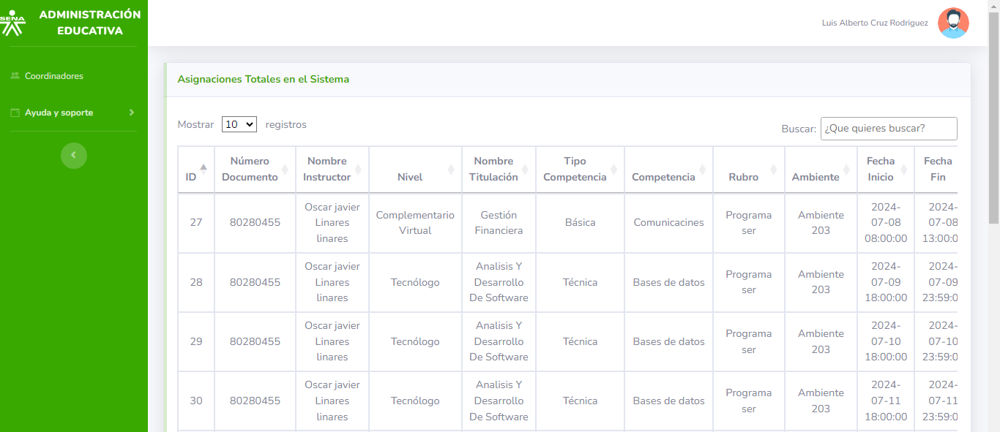 SENA
ADMINISTRACIÓN
EDUCATIVA
Luis Alberto Cruz Rodriguez
Coordinadores
Ayuda y soporte
Asignaciones Totales en el Sistema
Mostrar 10 registros
Buscar: ¿Que quieres buscar?
ID Número Documento Nombre Instructor Nivel Nombre Titulación Tipo Competencia Competencia Rubro Ambiente Fecha Inicio Fecha Fin
27 80280455 Oscar javier Linares linares Complementario Virtual Gestión Financiera Básica Comunicacines Programa ser Ambiente 203 2024-07-08 08:00:00 2024-07-08 13:00:0
28 80280455 Oscar javier Linares linares Tecnólogo Analisis Y Desarrollo De Software Técnica Bases de datos Programa ser Ambiente 203 2024-07-09 18:00:00 2024-07-09 23:59:0
29 80280455 Oscar javier Linares linares Tecnólogo Analisis Y Desarrollo De Software Técnica Bases de datos Programa ser Ambiente 203 2024-07-10 18:00:00 2024-07-10 23:59:0
30 80280455 Oscar javier Linares linares Tecnólogo Analisis Y Desarrollo De Software Técnica Bases de datos Programa ser Ambiente 203 2024-07-11 18:00:00 2024-07-11 23:59:0